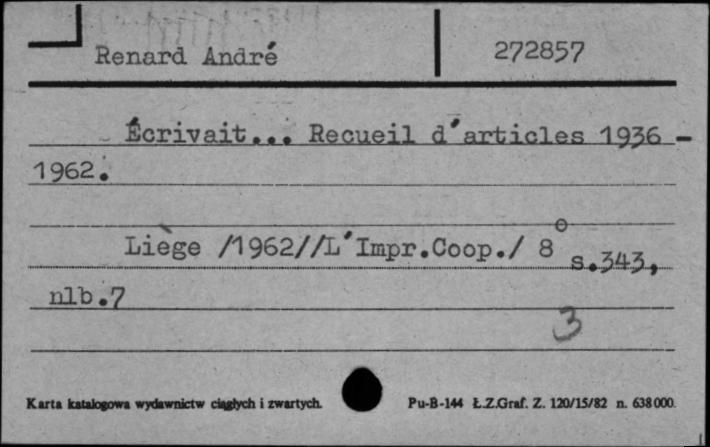 Renard André 272857
Écrivait... Recueil d'articles 1936 -
1962.
Liège /1962//L'Impr.Coop./ 8° s.343,
nlb.7
3
Karta katalogowa wydawnictw ciągłych i zwartych. Pu-B-144 Ł.Z.Graf. Z. 120/15/82 n. 638000.